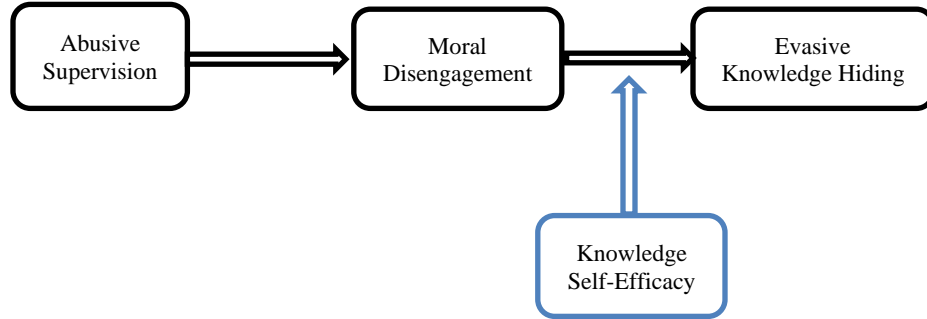 Abusive
Supervision
Moral
Disengagement
Evasive
Knowledge Hiding
Knowledge
Self-Efficacy